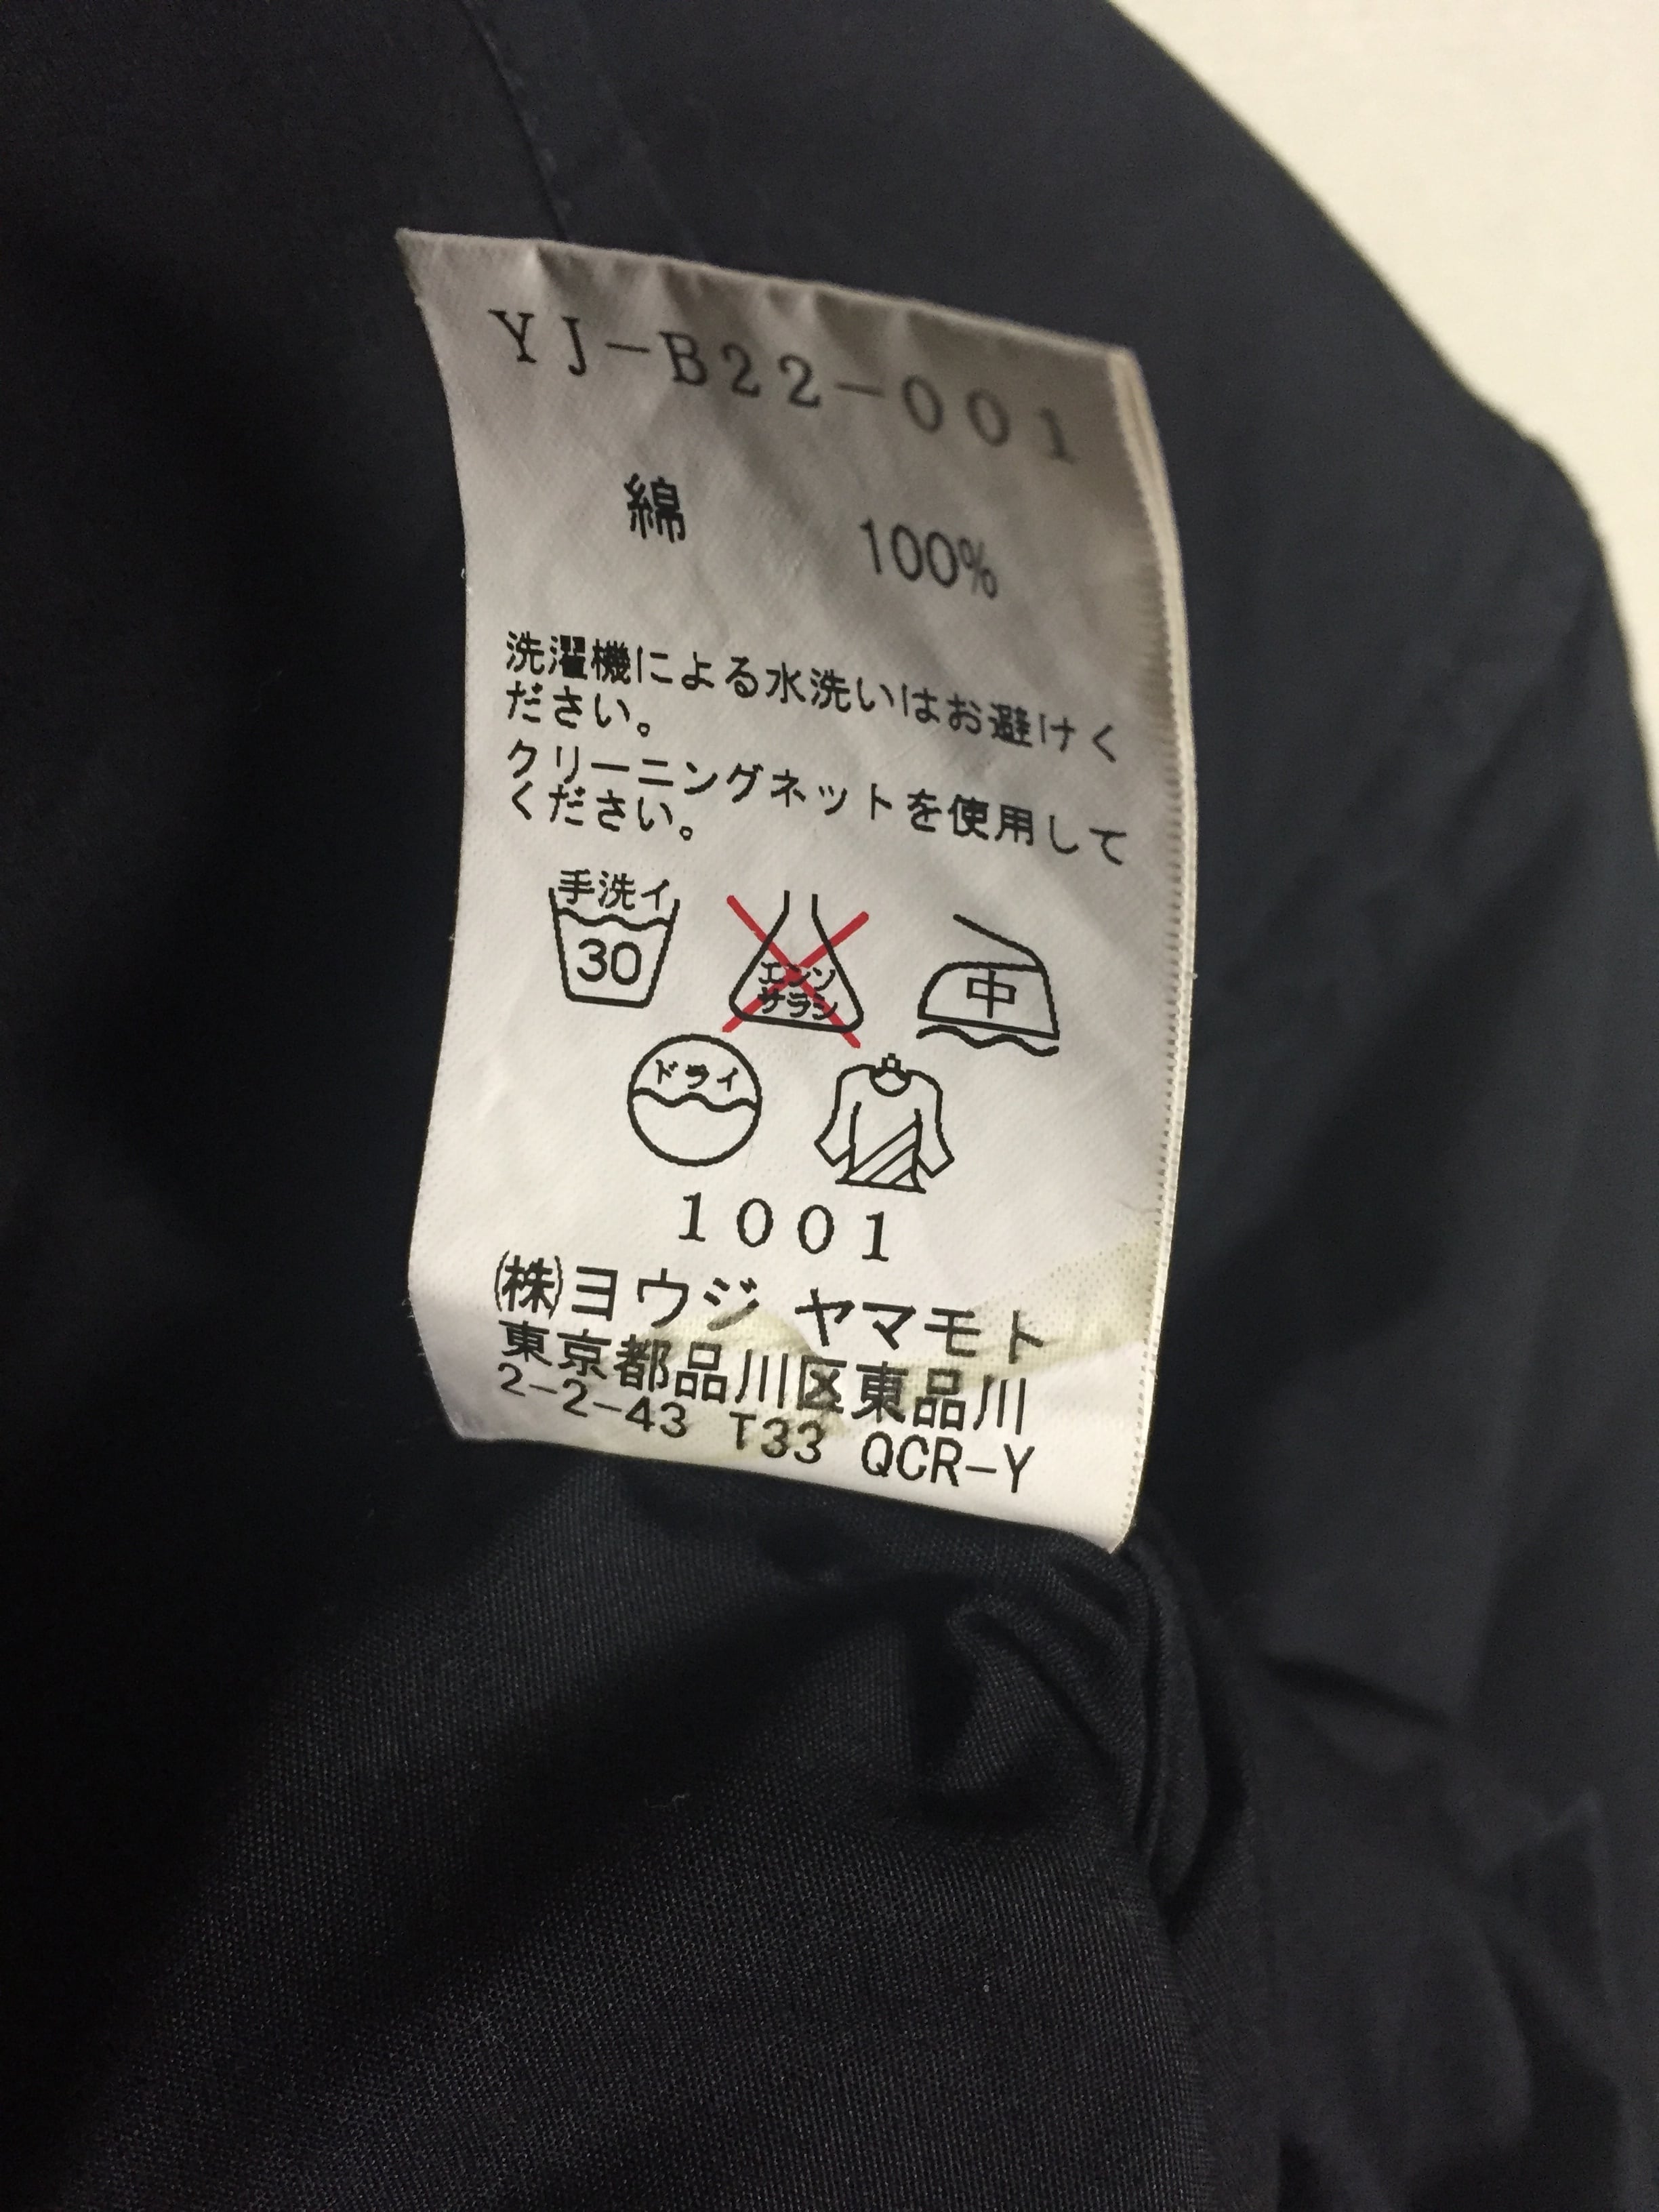 YJ-B22-001
綿 100%
洗濯機による水洗いはお避けく
ださい。
クリーニングネットを使用して
ください。
手洗イ
30
エンソ
サラシ
中
ドライ
1001
㈱ヨウジ ヤマモト
東京都品川区東品川
2-2-43 T33 QCR-Y